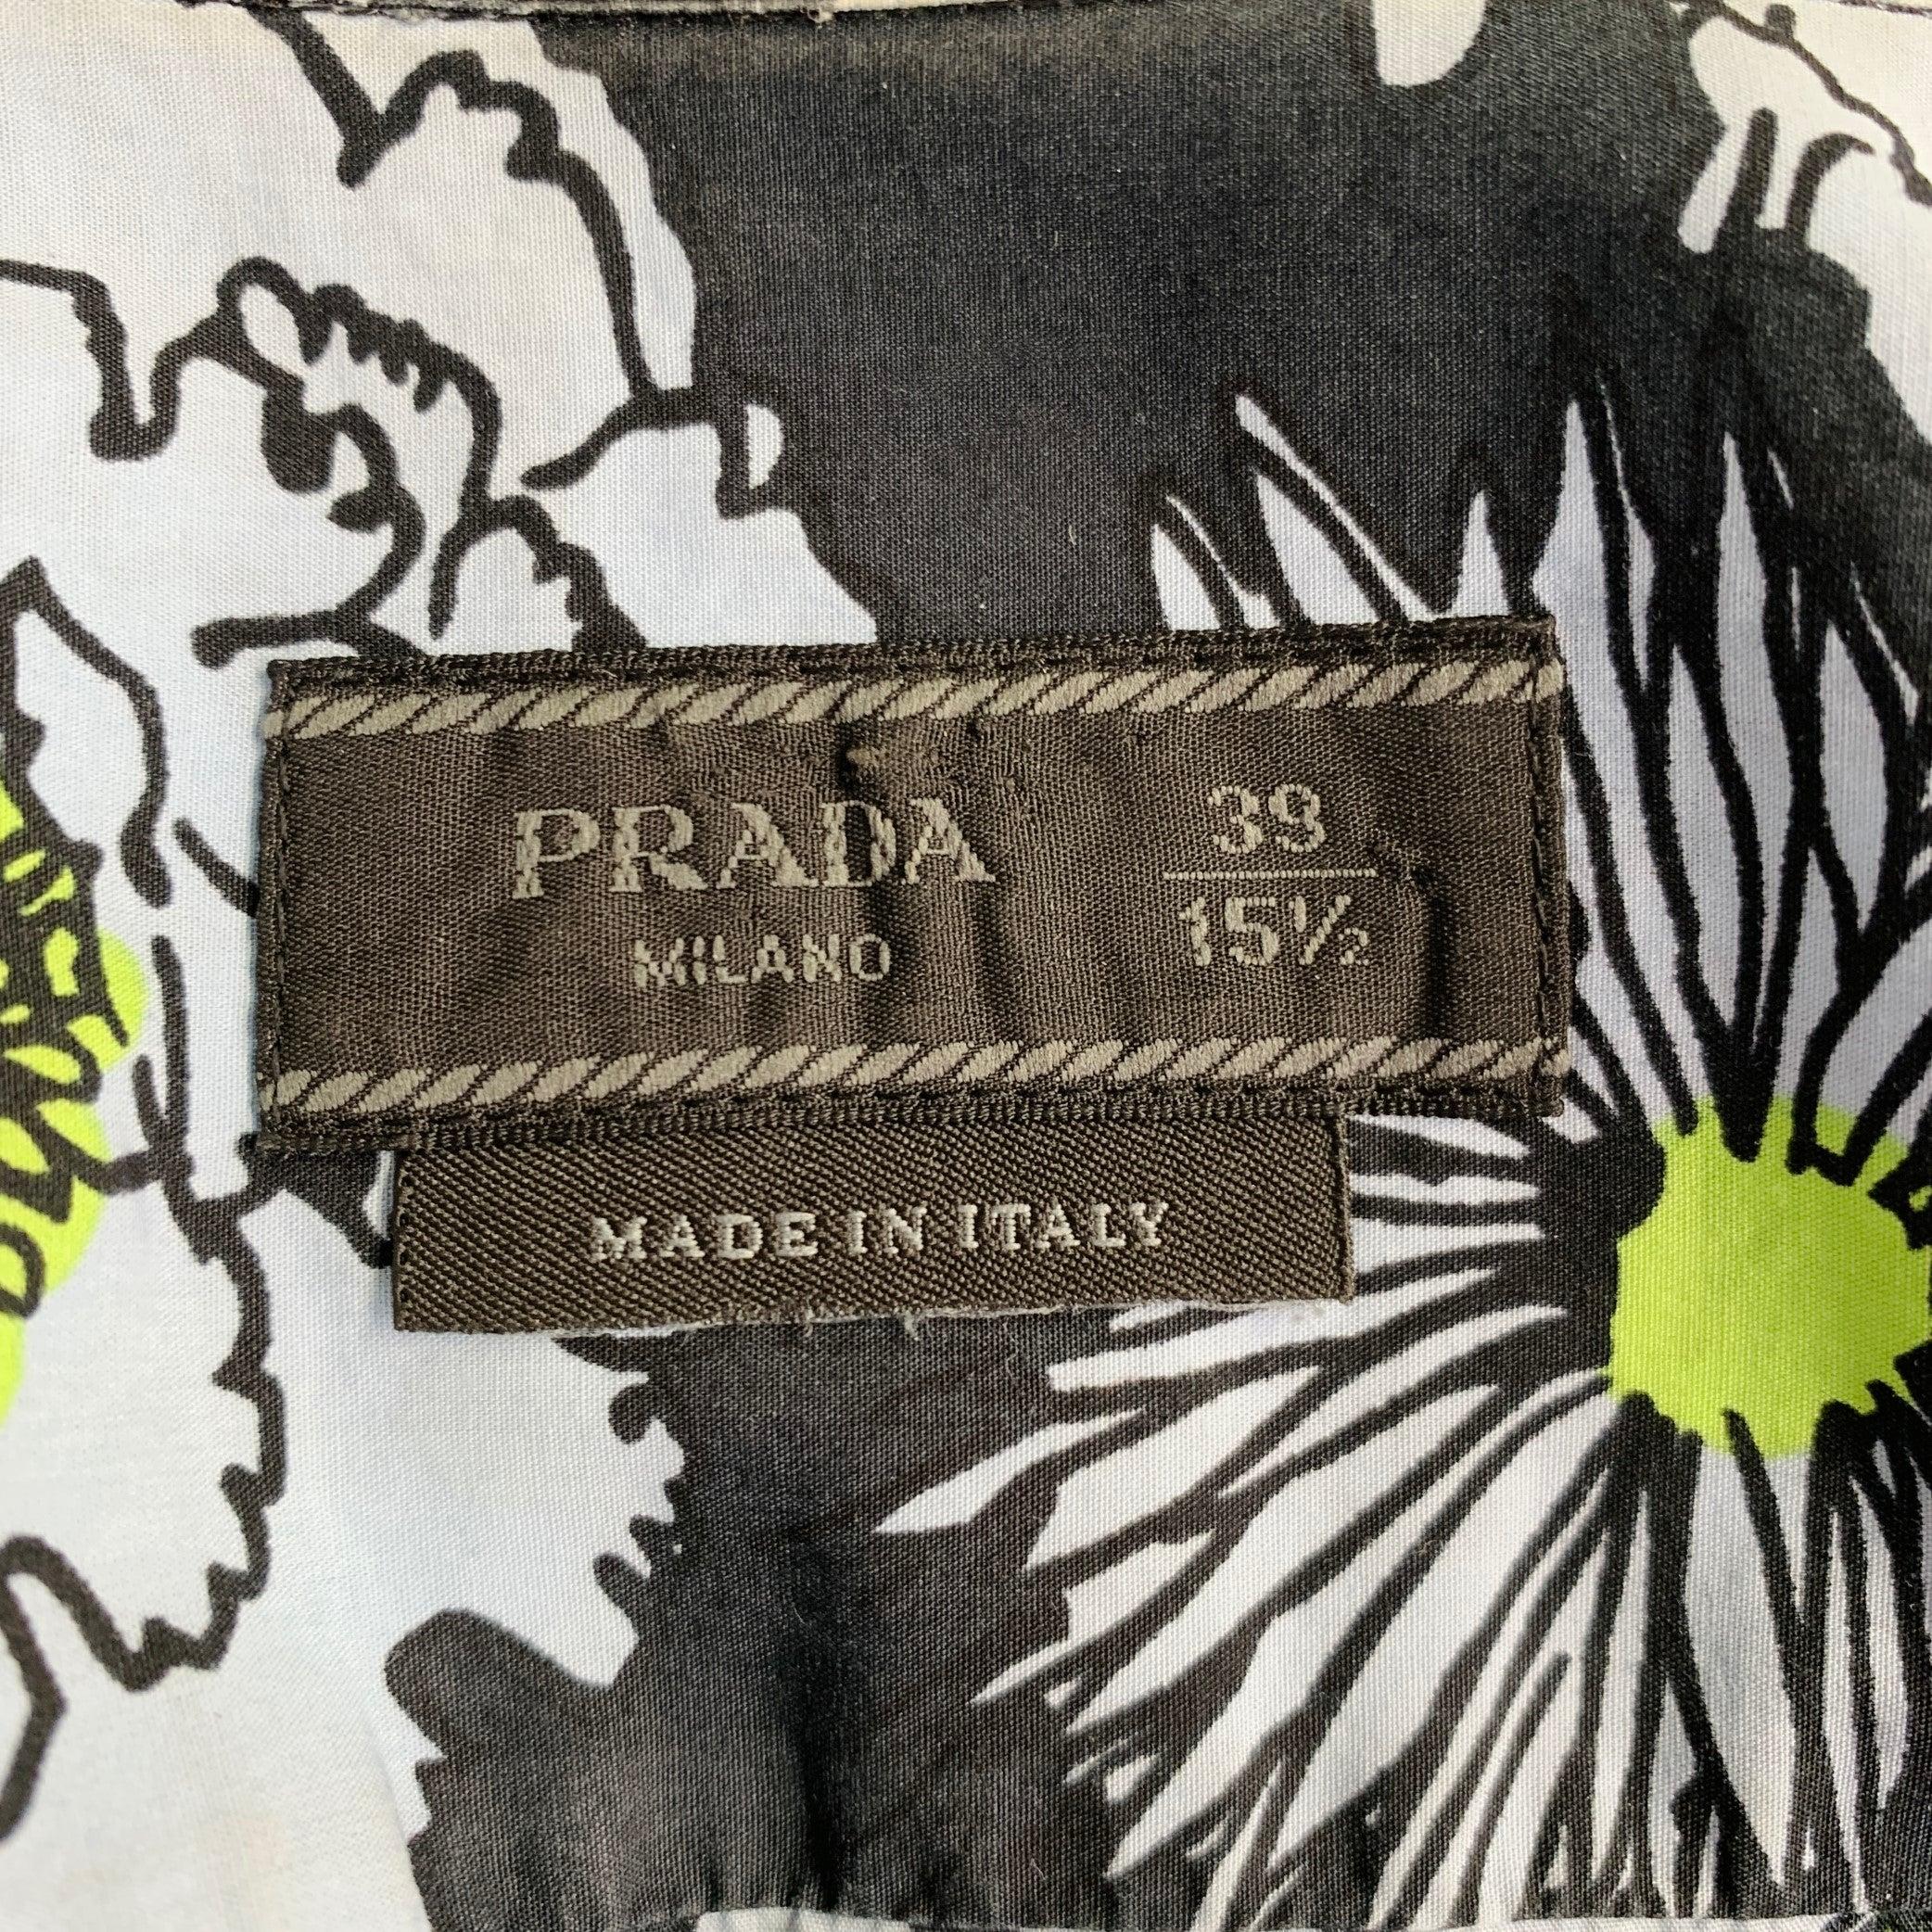 PRADA
MILANO
39
15½
MADE IN ITALY